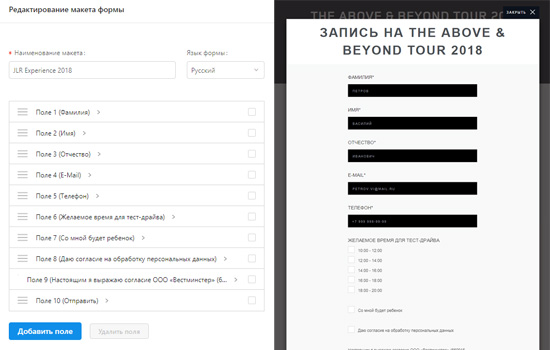 Редактирование макета формы
* Наименование макета:
Язык формы:
JLR Experience 2018
Русский
Поле 1 (Фамилия)
Поле 2 (Имя)
Поле 3 (Отчество)
Поле 4 (E-Mail)
Поле 5 (Телефон)
Поле 6 (Желаемое время для тест-драйва)
Поле 7 (Со мной будет ребенок)
Поле 8 (Даю согласие на обработку персональных данных)
Поле 9 (Настоящим я выражаю согласие ООО «Вестминстер» (6...
Поле 10 (Отправить)
Добавить поле
Удалить поле
THE ABOVE & BEYOND TOUR 2018
ЗАКРЫТЬ
ЗАПИСЬ НА THE ABOVE &
BEYOND TOUR 2018
ФАМИЛИЯ*
ПЕТРОВ
ИМЯ*
ВАСИЛИЙ
ОТЧЕСТВО*
ИВАНОВИЧ
E-MAIL*
PETROV.V@MAIL.RU
ТЕЛЕФОН*
ЖЕЛАЕМОЕ ВРЕМЯ ДЛЯ ТЕСТ-ДРАЙВА
10:00 - 12:00
12:00 - 14:00
14:00 - 16:00
16:00 - 18:00
18:00 - 20:00
Со мной будет ребенок
Даю согласие на обработку персональных данных